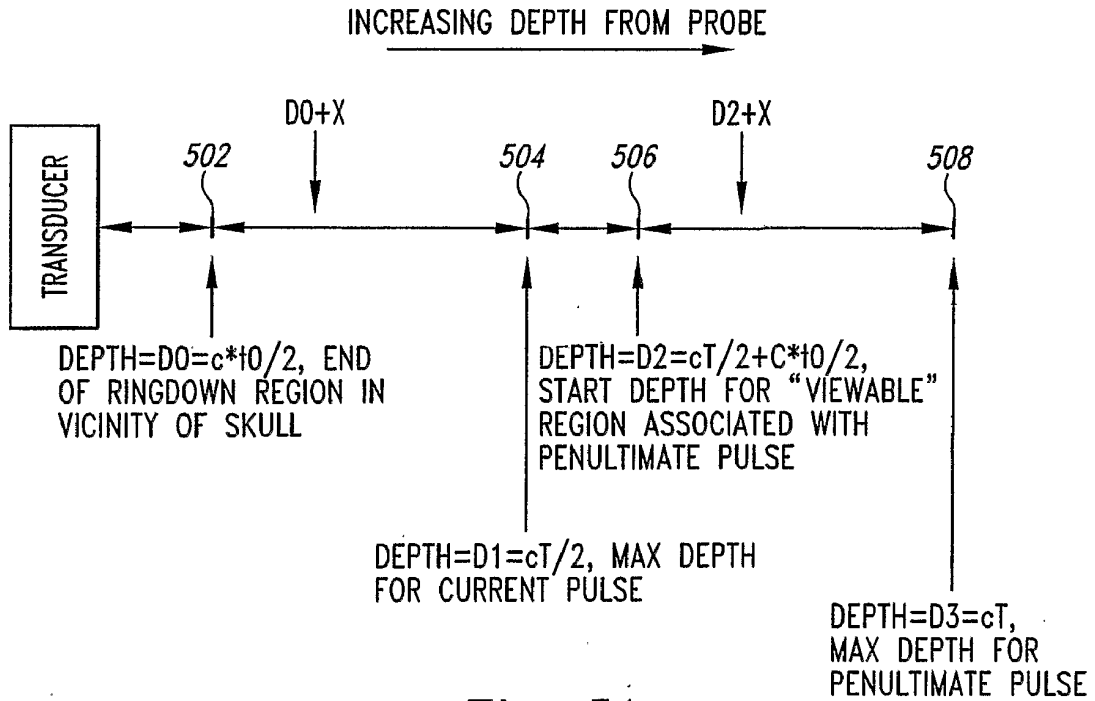 INCREASING DEPTH FROM PROBE
D0+X
D2+X
502
504
506
508
TRANSDUCER
DEPTH=D0=c*t0/2, END
OF RINGDOWN REGION IN
VICINITY OF SKULL
DEPTH=D2=cT/2+C*t0/2,
START DEPTH FOR “VIEWABLE”
REGION ASSOCIATED WITH
PENULTIMATE PULSE
DEPTH=D1=cT/2, MAX DEPTH
FOR CURRENT PULSE
DEPTH=D3=cT,
MAX DEPTH FOR
PENULTIMATE PULSE